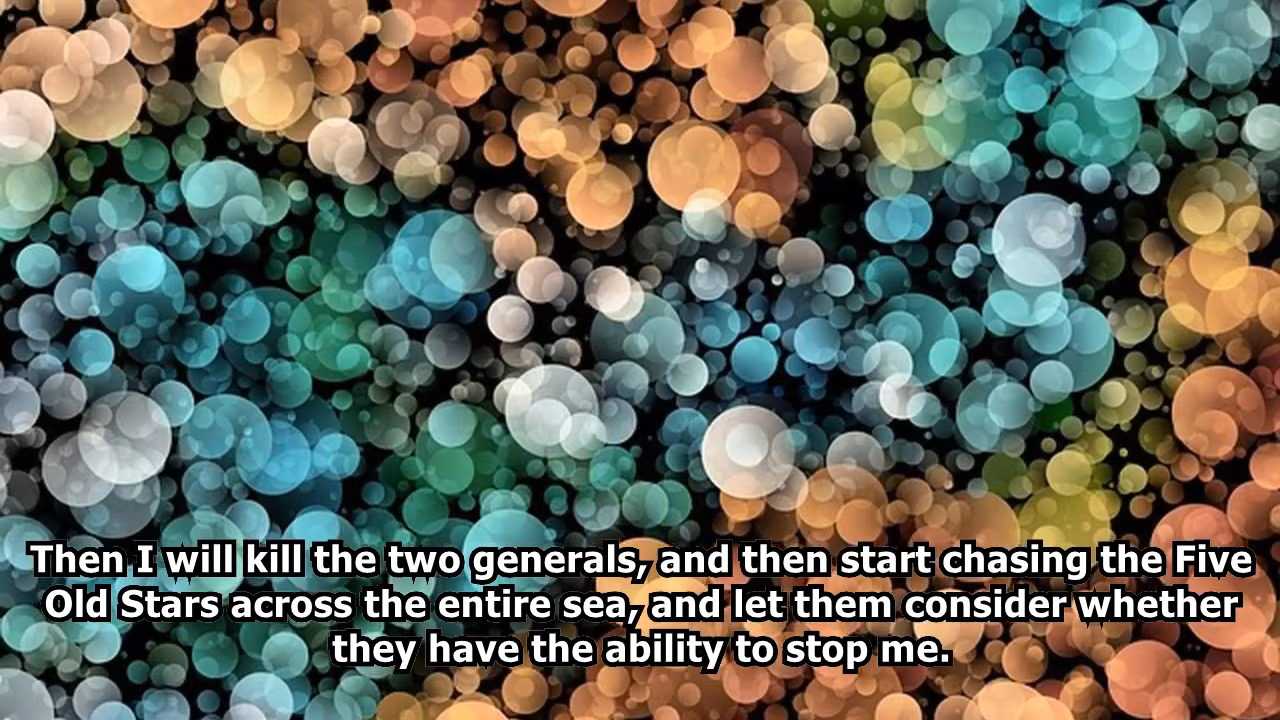 Then I will kill the two generals, and then start chasing the Five
Old Stars across the entire sea, and let them consider whether
they have the ability to stop me.